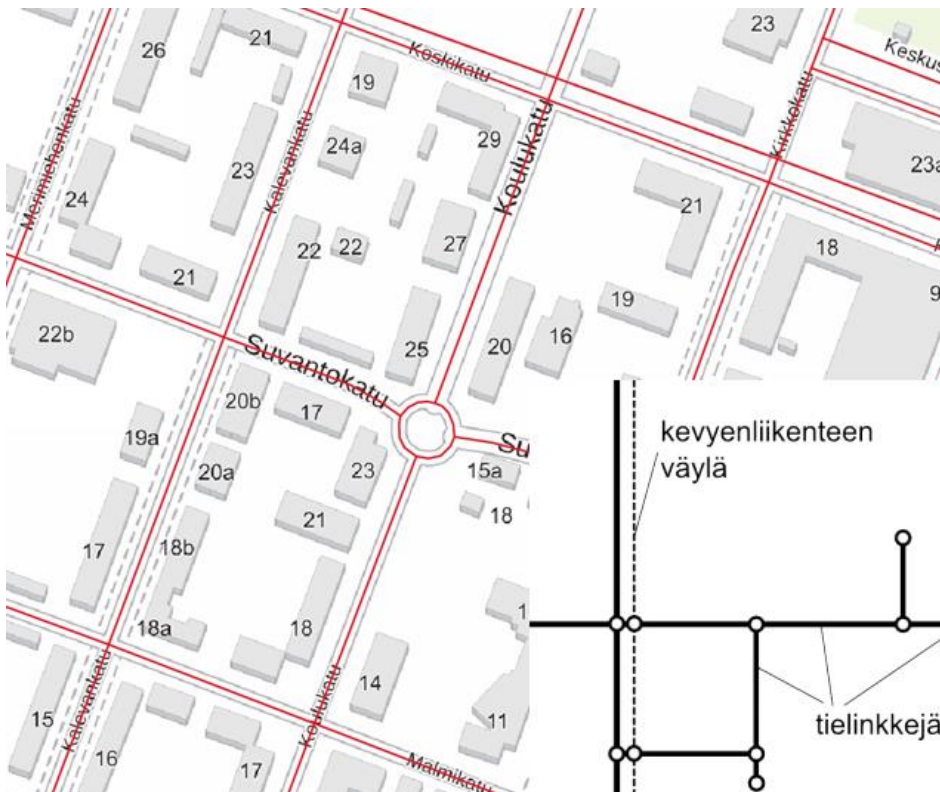 26
21
23
Koskikatu
Keskus
19
Kirkkokatu
29
24a
23
23a
Kalevankatu
Koulukatu
Merimiehenkatu
24
21
22
22
27
18
21
9
19
22b
25
20
16
Suvantokatu
20b
17
Su
kevyenliikenteen
väylä
19a
23
15a
20a
18
21
17
18b
18a
18
14
tielinkkejä
11
15
Kalevankatu
Koulukatu
16
17
Malmikatu